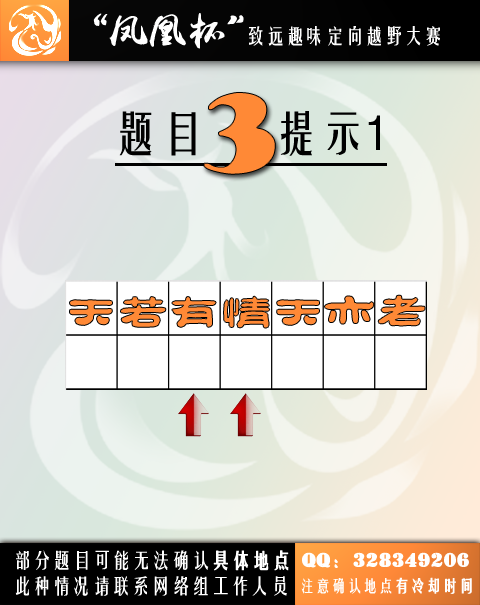 “凤凰杯”致远趣味定向越野大赛
题目3提示1
天若有情天亦老
部分题目可能无法确认具体地点
此种情况请联系网络组工作人员
QQ：328349206
注意确认地点有冷却时间